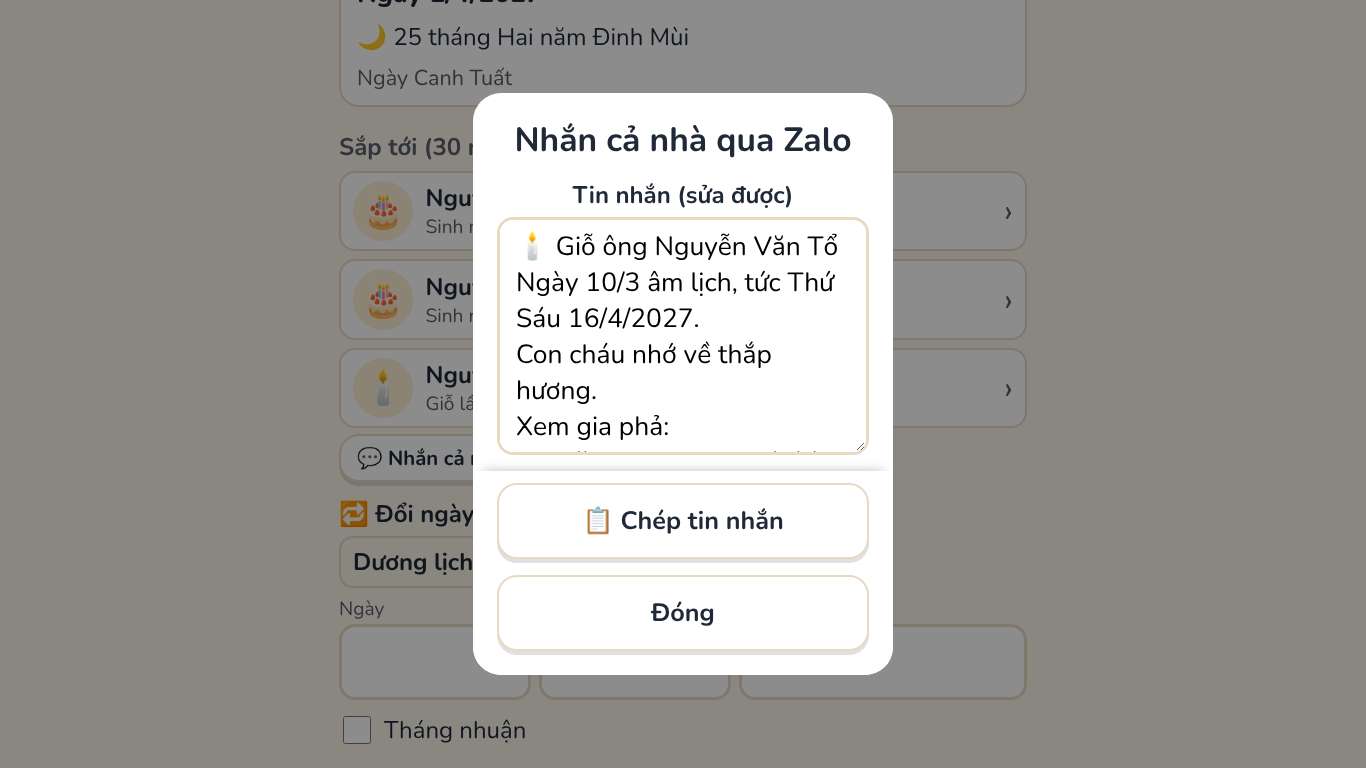 🌙 25 tháng Hai năm Đinh Mùi
Ngày Canh Tuất
Sắp tới (30
Nhắn cả nhà qua Zalo
Tin nhắn (sửa được)
🕯️ Giỗ ông Nguyễn Văn Tổ
Ngày 10/3 âm lịch, tức Thứ
Sáu 16/4/2027.
Con cháu nhớ về thắp
hương.
Xem gia phả:
📋 Chép tin nhắn
Đóng
Sinh
›
Sinh
›
Giỗ
›
💬 Nhắn cả
🔁 Đổi ngày
Dương lịch
Ngày
Tháng nhuận